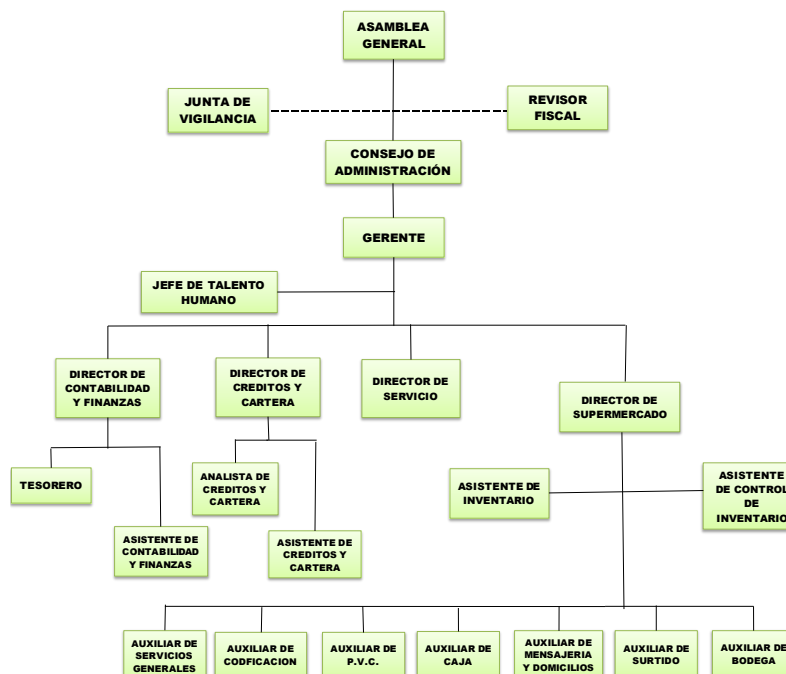 ASAMBLEA
GENERAL
JUNTA DE
VIGILANCIA
REVISOR
FISCAL
CONSEJO DE
ADMINISTRACIÓN
GERENTE
JEFE DE TALENTO
HUMANO
DIRECTOR DE
CONTABILIDAD
Y FINANZAS
DIRECTOR DE
CREDITOS Y
CARTERA
DIRECTOR DE
SERVICIO
DIRECTOR DE
SUPERMERCADO
TESORERO
ANALISTA DE
CREDITOS Y
CARTERA
ASISTENTE DE
INVENTARIO
ASISTENTE
DE CONTROL
DE
INVENTARIO
ASISTENTE DE
CONTABILIDAD
Y FINANZAS
ASISTENTE DE
CREDITOS Y
CARTERA
AUXILIAR DE
SERVICIOS
GENERALES
AUXILIAR DE
CODFICACION
AUXILIAR DE
P.V.C.
AUXILIAR DE
CAJA
AUXILIAR DE
MENSAJERIA
Y DOMICILIOS
AUXILIAR DE
SURTIDO
AUXILIAR DE
BODEGA